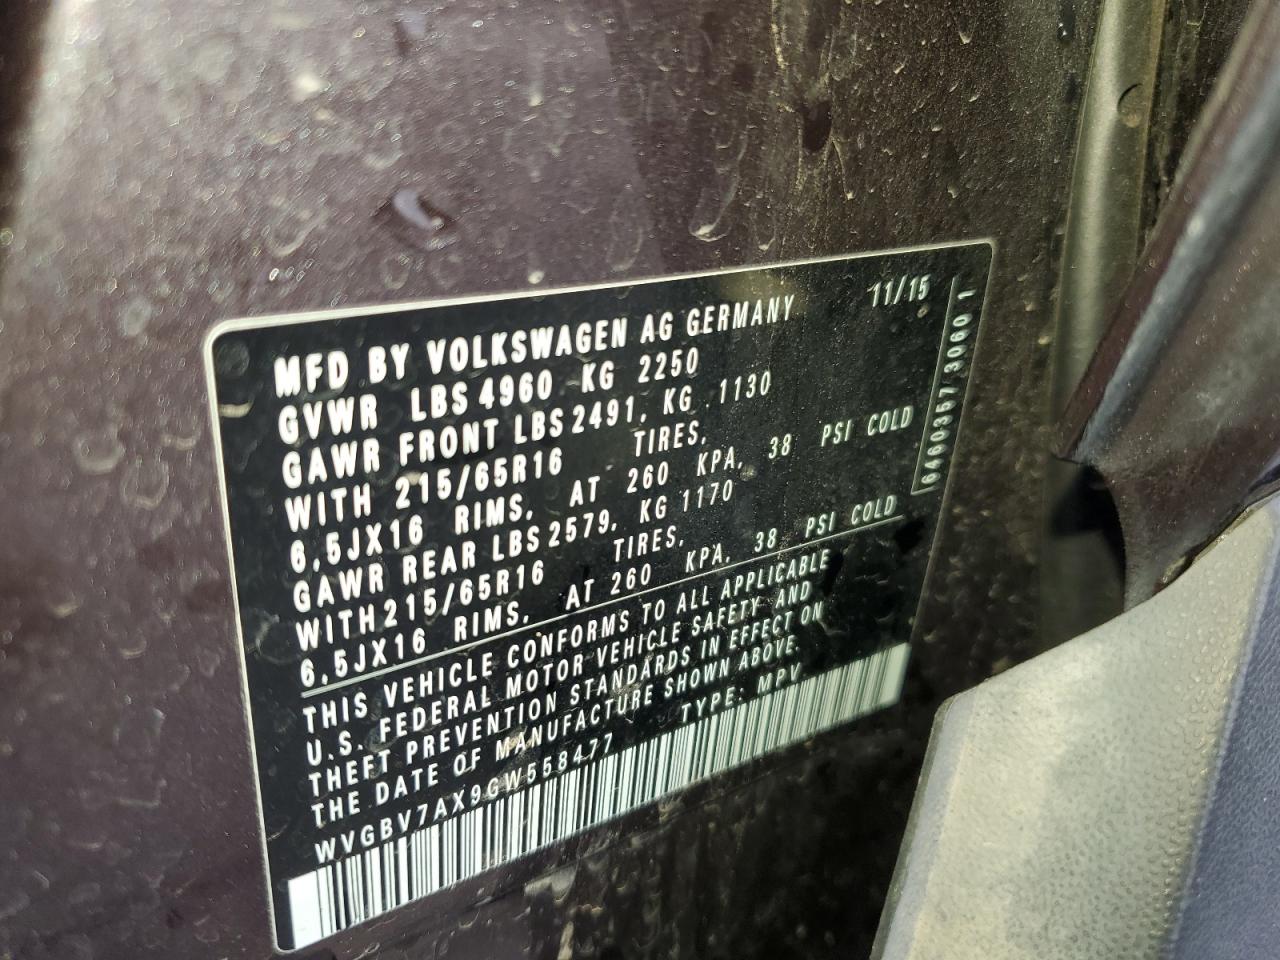 MFD BY VOLKSWAGEN AG GERMANY 11/15
GVWR LBS 4960 KG 2250
GAWR FRONT LBS 2491, KG 1130
WITH 215/65R16 TIRES,
6,5JX16 RIMS, AT 260 KPA, 38 PSI COLD
GAWR REAR LBS 2579, KG 1170
WITH 215/65R16 TIRES,
6,5JX16 RIMS, AT 260 KPA, 38 PSI COLD
THIS VEHICLE CONFORMS TO ALL APPLICABLE
U.S. FEDERAL MOTOR VEHICLE SAFETY AND
THEFT PREVENTION STANDARDS IN EFFECT ON
THE DATE OF MANUFACTURE SHOWN ABOVE.
WVGBV7AX9GW558477 TYPE: MPV
6460367/3060 1